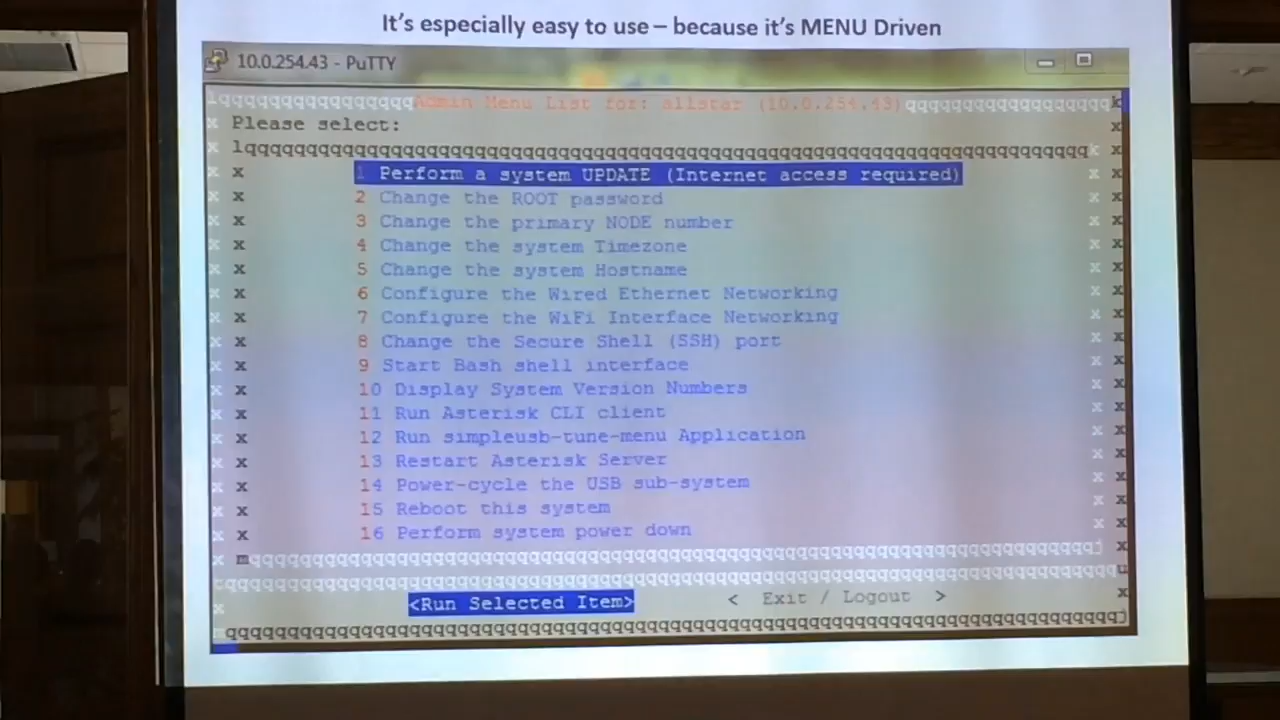 It's especially easy to use – because it's MENU Driven
10.0.254.43 - PuTTY
Admin Menu List for: allstar (10.0.254.43)
Please select:
1 Perform a system UPDATE (Internet access required)
2 Change the ROOT password
3 Change the primary NODE number
4 Change the system Timezone
5 Change the system Hostname
6 Configure the Wired Ethernet Networking
7 Configure the WiFi Interface Networking
8 Change the Secure Shell (SSH) port
9 Start Bash shell interface
10 Display System Version Numbers
11 Run Asterisk CLI client
12 Run simpleusb-tune-menu Application
13 Restart Asterisk Server
14 Power-cycle the USB sub-system
15 Reboot this system
16 Perform system power down
<Run Selected Item> < Exit / Logout >